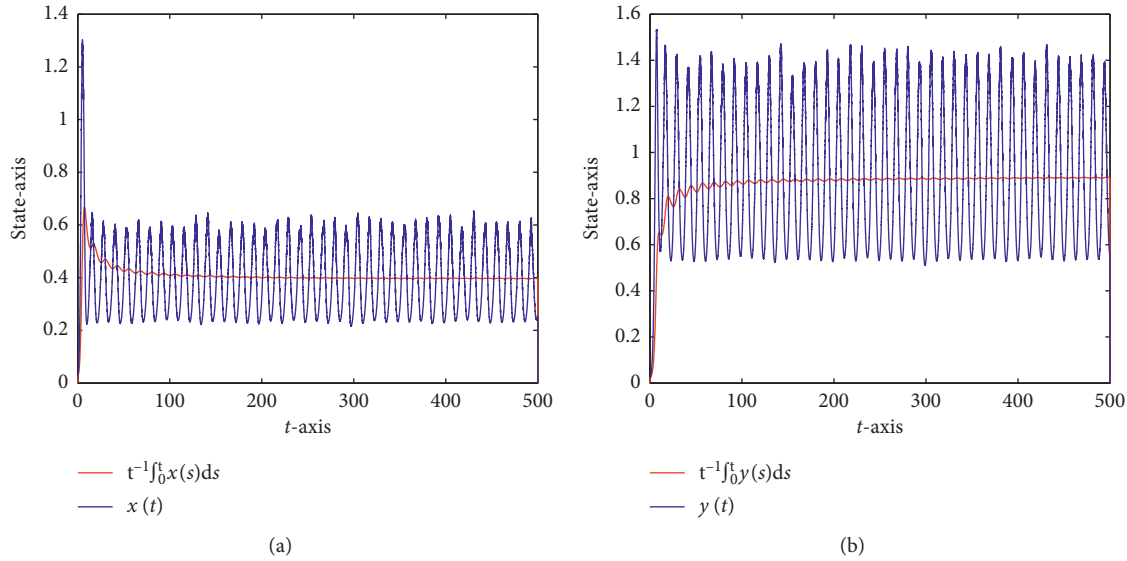 1.4
1.2
1
0.8
0.6
0.4
0.2
0
State-axis
0 100 200 300 400 500
t-axis
t⁻¹∫₀ᵗx(s)ds
x (t)
(a)
1.6
1.4
1.2
1
0.8
0.6
0.4
0.2
0
State-axis
0 100 200 300 400 500
t-axis
t⁻¹∫₀ᵗy(s)ds
y (t)
(b)